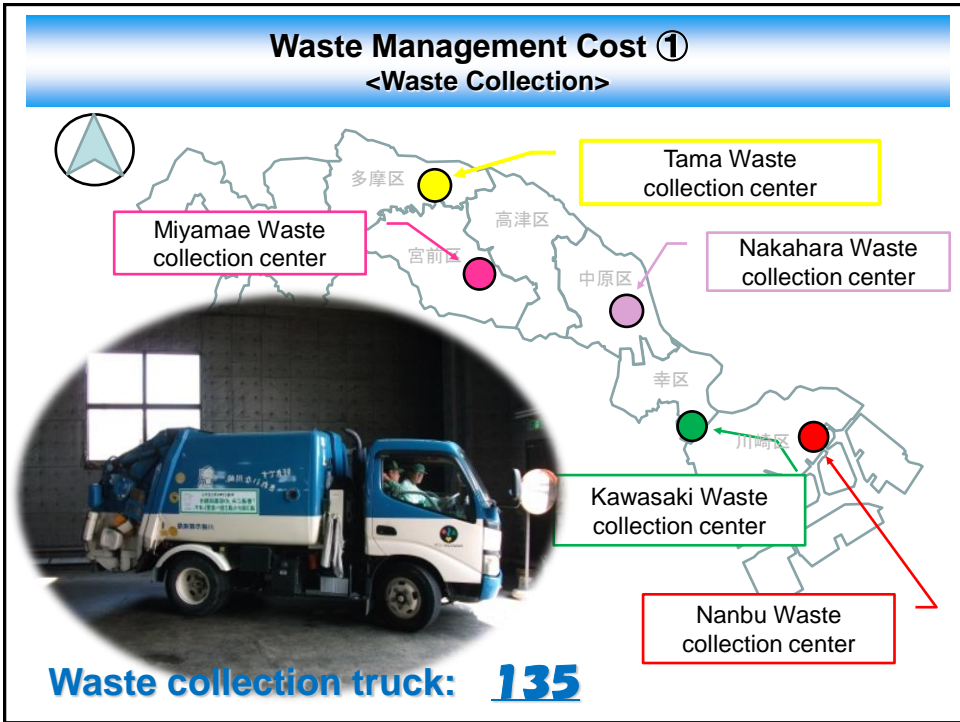 Waste Management Cost ①
<Waste Collection>
多摩区
Tama Waste
collection center
高津区
Miyamae Waste
collection center
宮前区
Nakahara Waste
collection center
中原区
幸区
川崎区
Kawasaki Waste
collection center
Nanbu Waste
collection center
Waste collection truck: 135